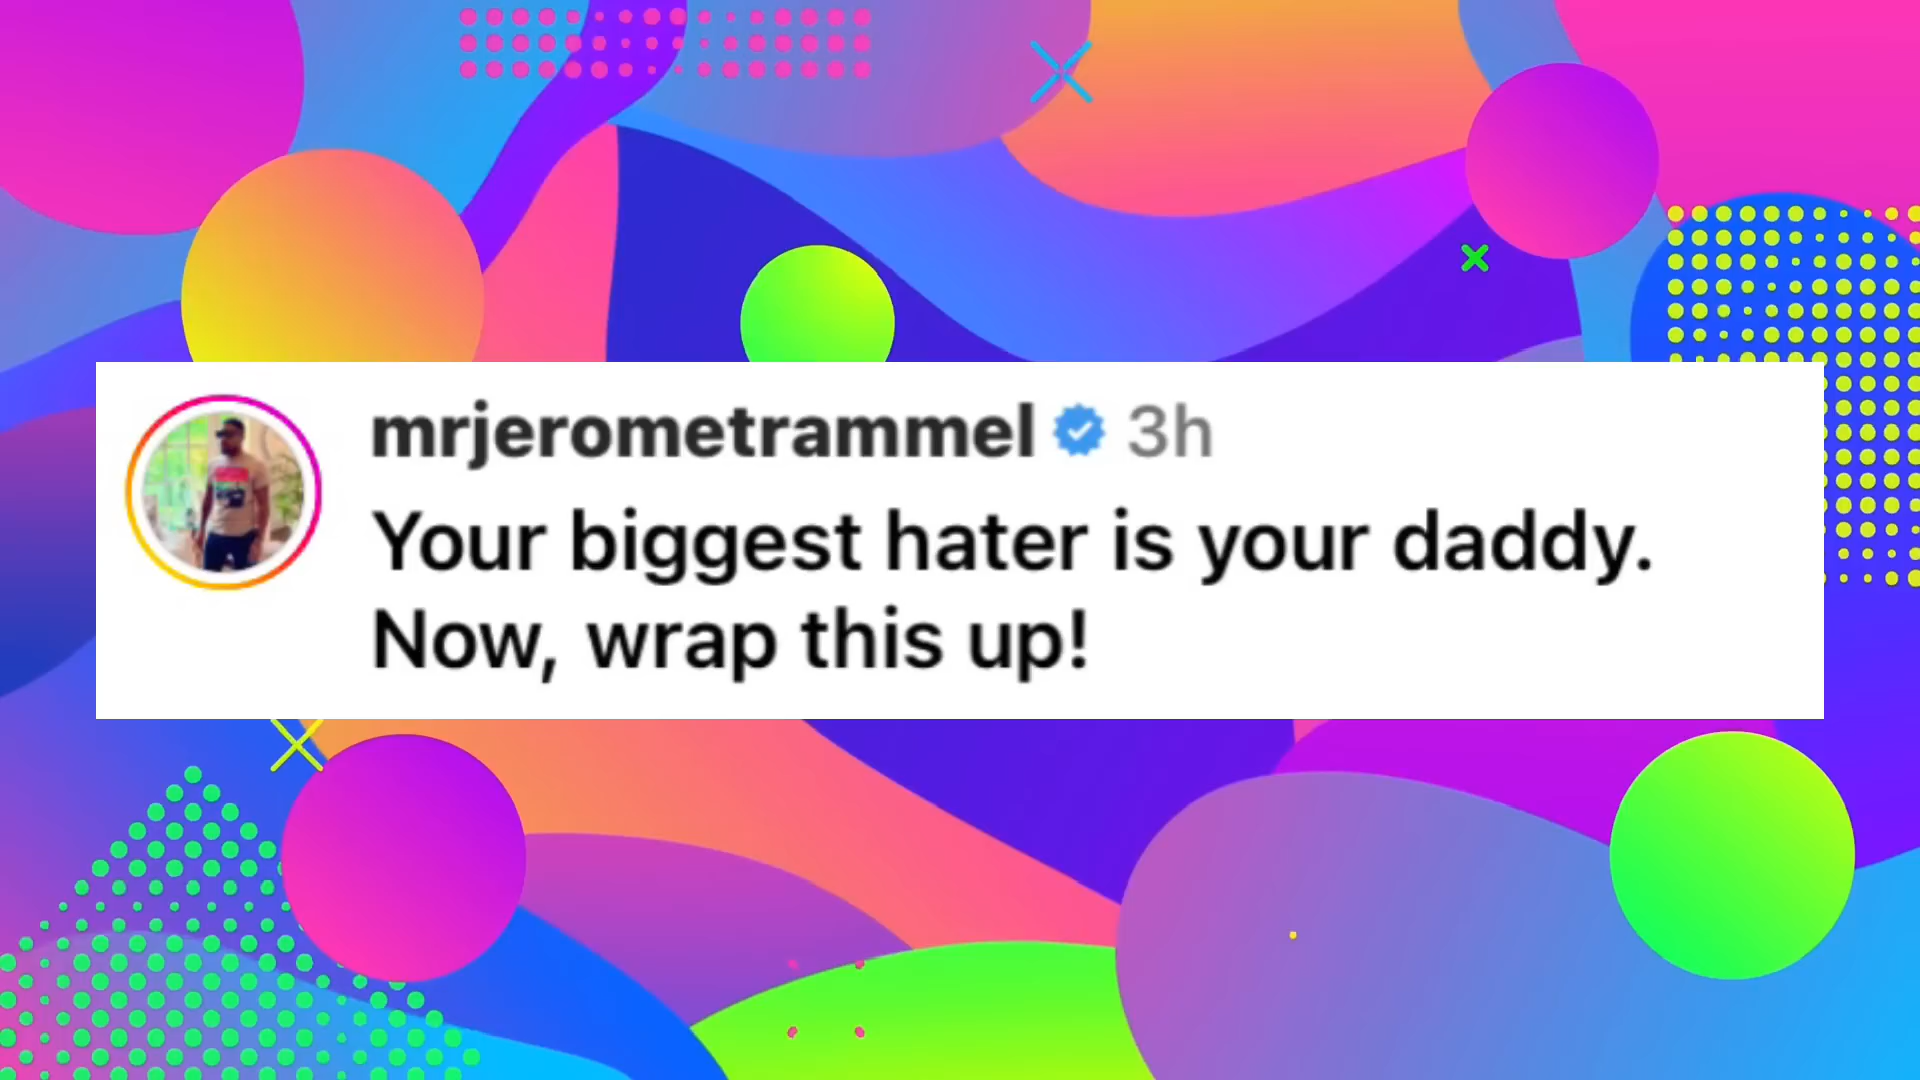 mrjerometrammel 3h
Your biggest hater is your daddy.
Now, wrap this up!